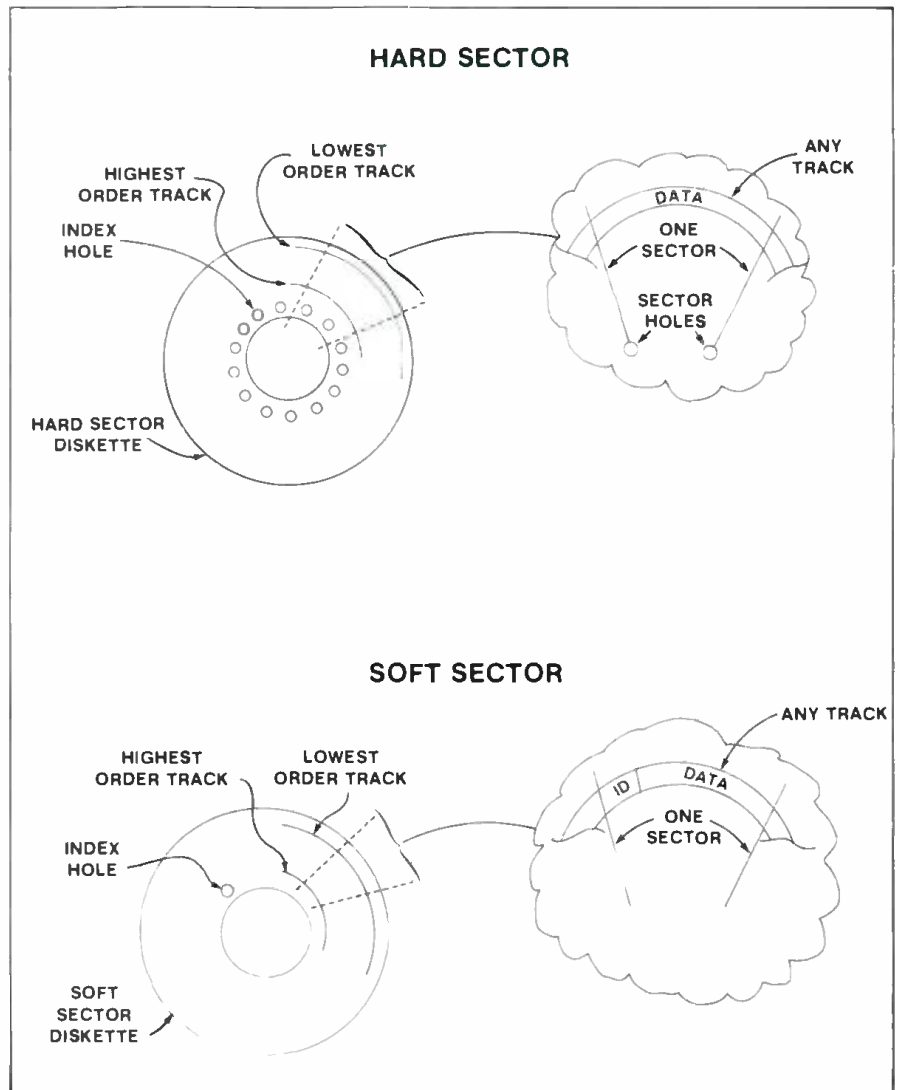 HARD SECTOR
LOWEST
ORDER TRACK
HIGHEST
ORDER TRACK
INDEX
HOLE
HARD SECTOR
DISKETTE
ANY
TRACK
DATA
ONE
SECTOR
SECTOR
HOLES
SOFT SECTOR
HIGHEST
ORDER TRACK
LOWEST
ORDER TRACK
INDEX
HOLE
SOFT
SECTOR
DISKETTE
ANY TRACK
ID
DATA
ONE
SECTOR